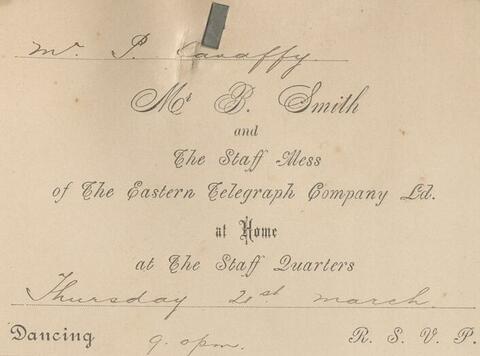 Mr. P. Cavaffy.
Mr B. Smith
and
The Staff Mess
of The Eastern Telegraph Company Ld.
at Home
at The Staff Quarters
Thursday 21st March.
Dancing 9. opm. R. S. V. P.